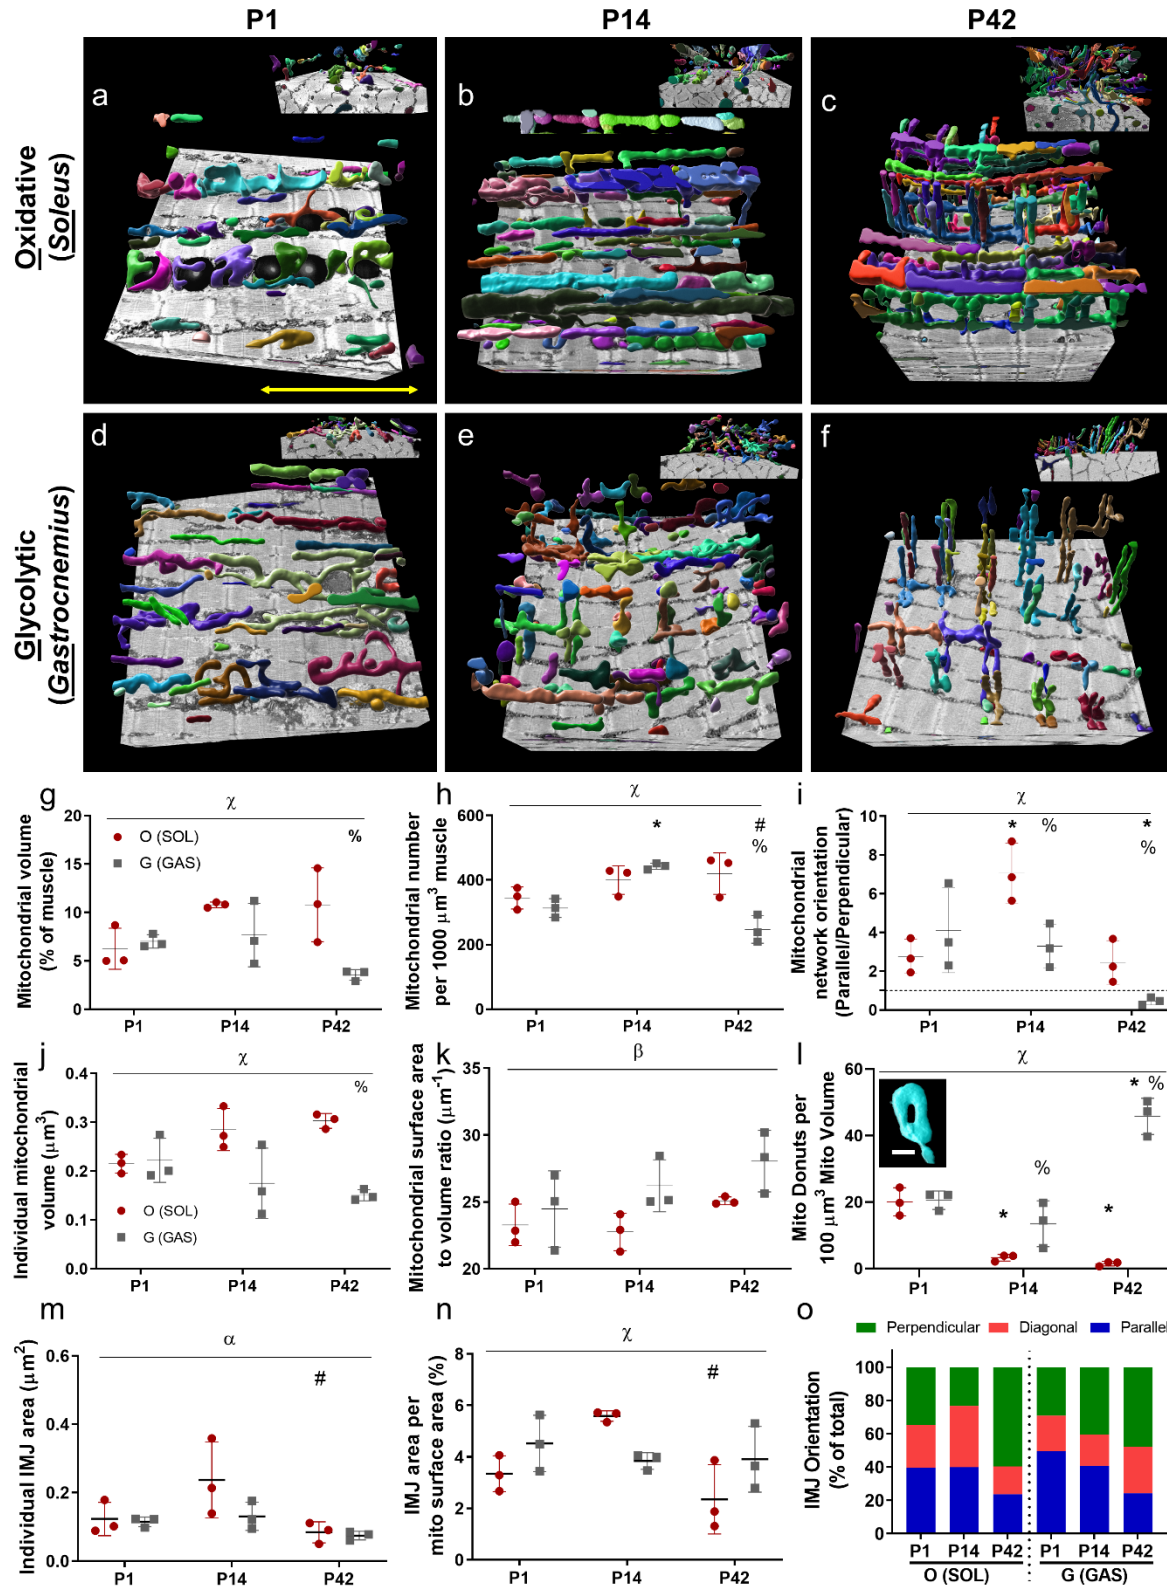 P1
P14
P42
Oxidative
(Soleus)
a
b
c
Glycolytic
(Gastrocnemius)
d
e
f
g
χ
Mitochondrial volume
(% of muscle)
20
15
10
5
0
O (SOL)
G (GAS)
%
P1
P14
P42
h
χ
Mitochondrial number
per 1000 μm³ muscle
600
400
200
0
*
#
%
P1
P14
P42
i
χ
Mitochondrial
network orientation
(Parallel/Perpendicular)
10
8
6
4
2
0
*
%
*
%
P1
P14
P42
j
χ
Individual mitochondrial
volume (μm³)
0.4
0.3
0.2
0.1
0.0
%
O (SOL)
G (GAS)
P1
P14
P42
k
β
Mitochondrial surface area
to volume ratio (μm⁻¹)
35
30
25
20
P1
P14
P42
l
χ
Mito Donuts per
100 μm³ Mito Volume
60
40
20
0
*
%
*
* %
P1
P14
P42
m
α
Individual IMJ area (μm²)
0.6
0.4
0.2
0.0
#
P1
P14
P42
n
χ
IMJ area per
mito surface area (%)
8
6
4
2
0
#
P1
P14
P42
o
Perpendicular
Diagonal
Parallel
IMJ Orientation
(% of total)
100
80
60
40
20
0
P1 P14 P42 P1 P14 P42
O (SOL) G (GAS)